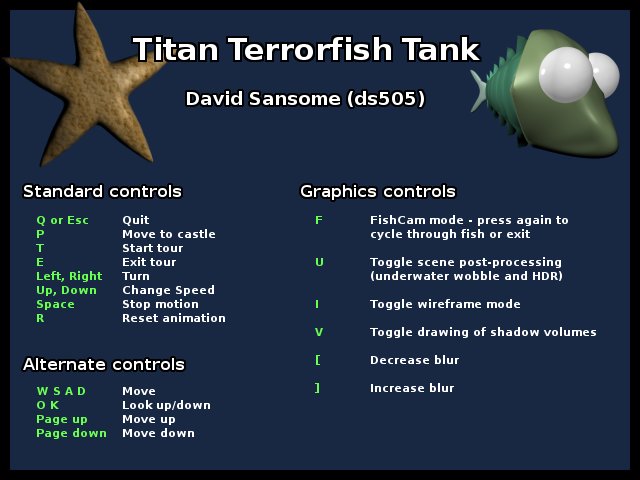 Titan Terrorfish Tank
David Sansome (ds505)
Standard controls
Q or Esc Quit
P Move to castle
T Start tour
E Exit tour
Left, Right Turn
Up, Down Change Speed
Space Stop motion
R Reset animation
Alternate controls
W S A D Move
O K Look up/down
Page up Move up
Page down Move down
Graphics controls
F FishCam mode - press again to
cycle through fish or exit
U Toggle scene post-processing
(underwater wobble and HDR)
I Toggle wireframe mode
V Toggle drawing of shadow volumes
[ Decrease blur
] Increase blur